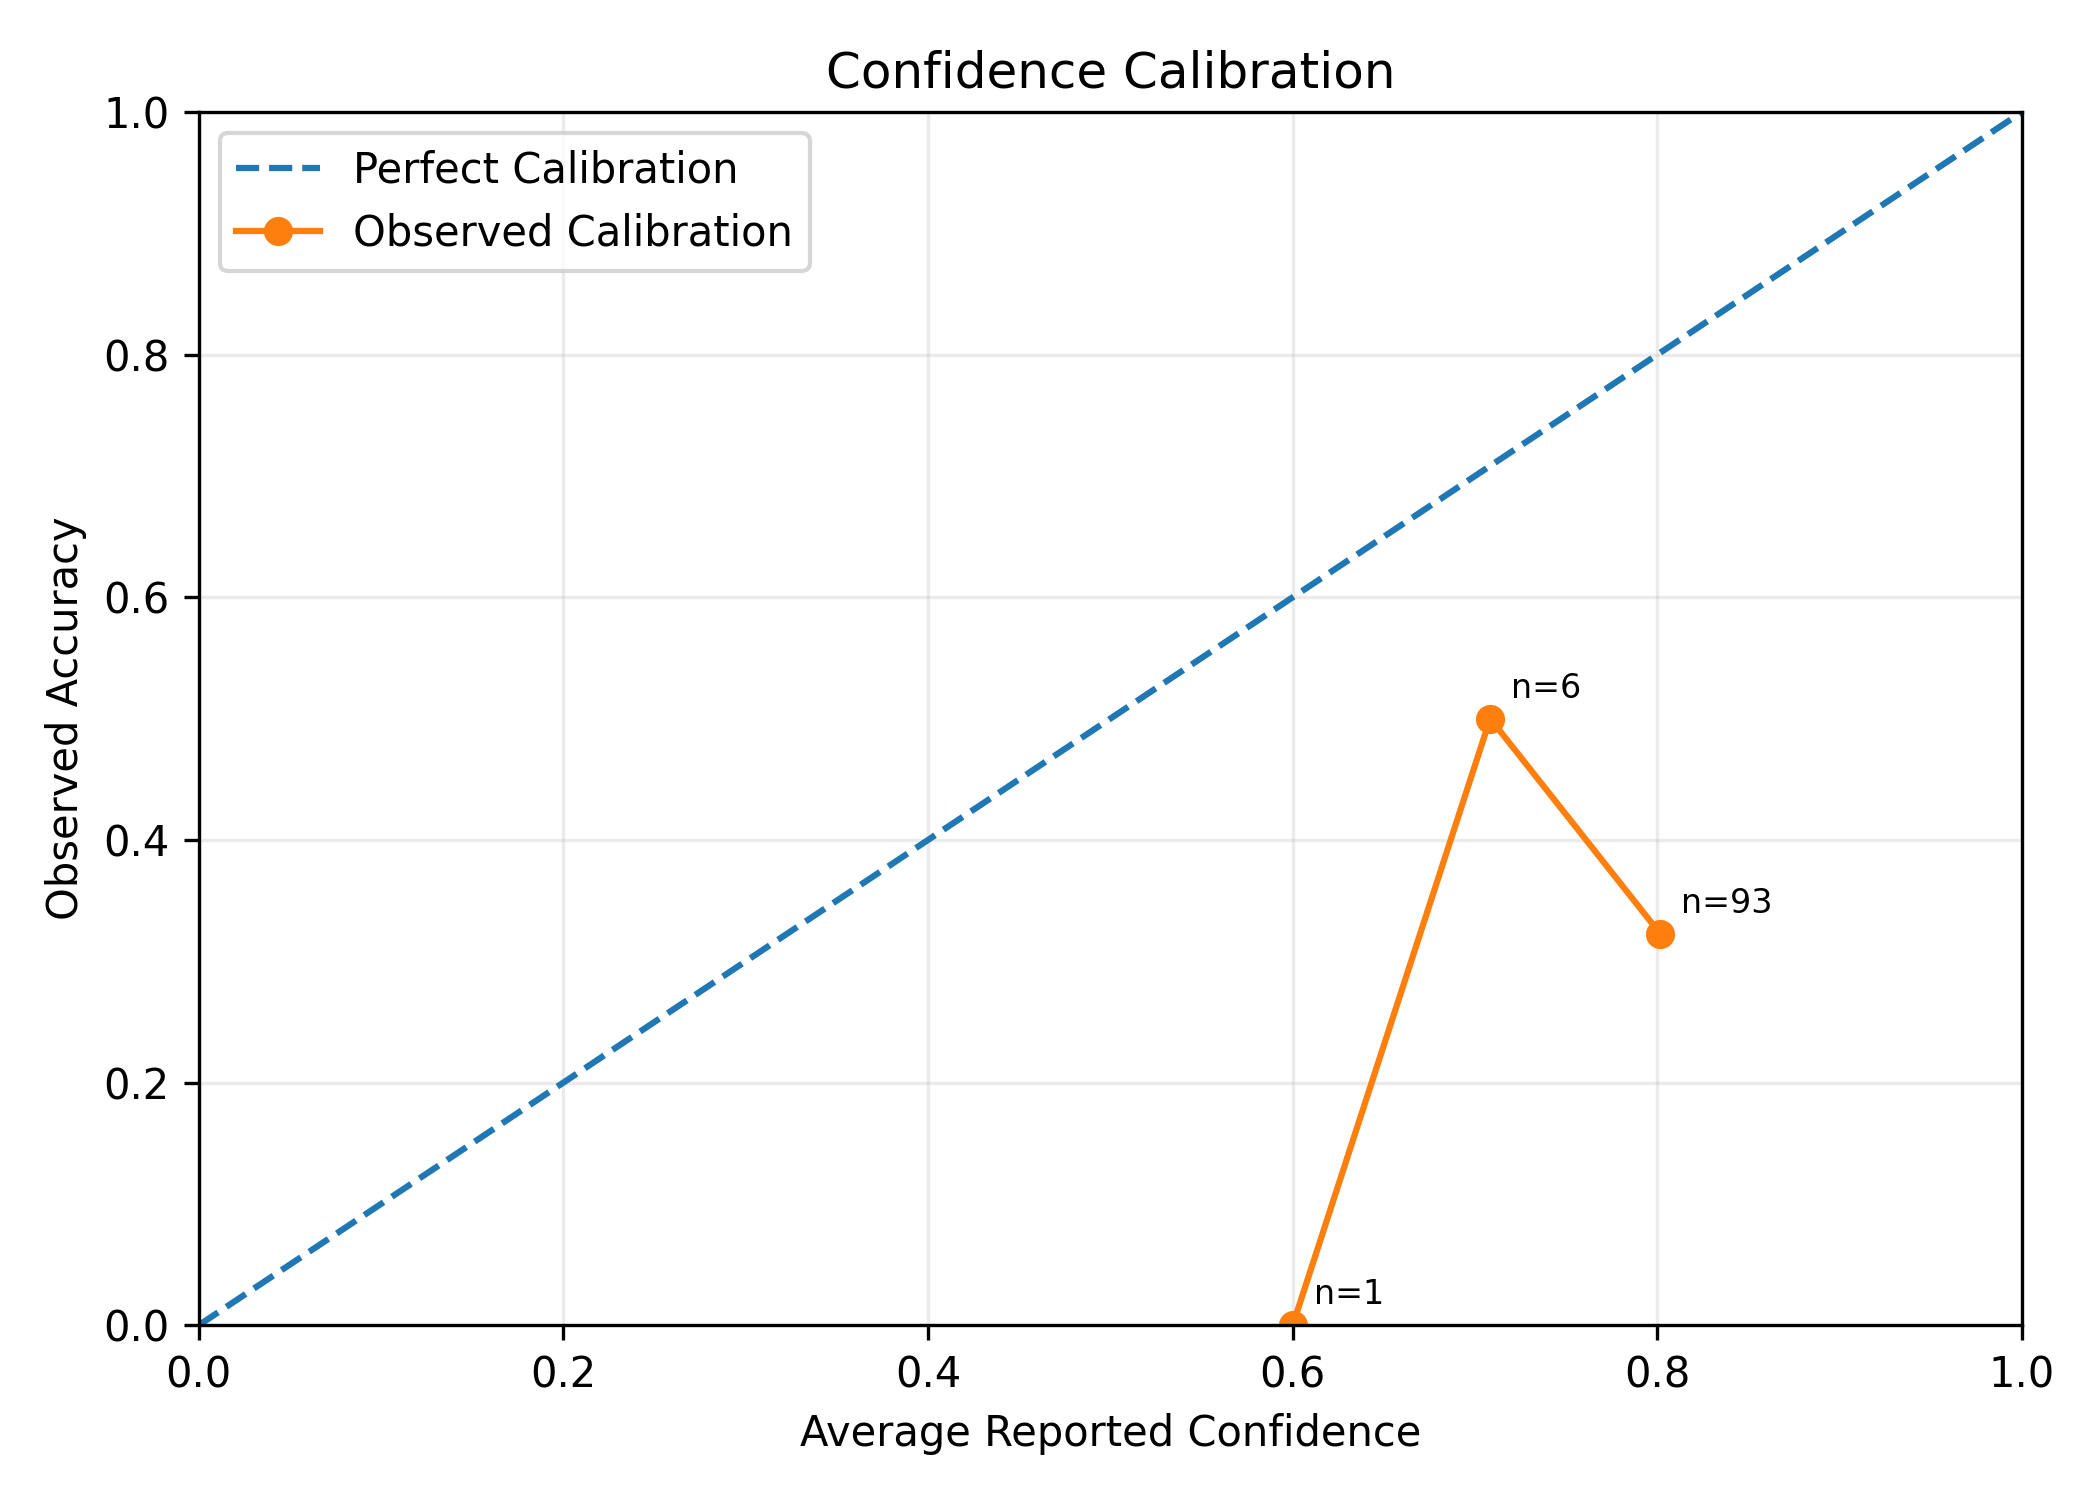 Confidence Calibration
1.0
0.8
0.6
0.4
0.2
0.0
Observed Accuracy
Perfect Calibration
Observed Calibration
n=6
n=93
n=1
0.0
0.2
0.4
0.6
0.8
1.0
Average Reported Confidence